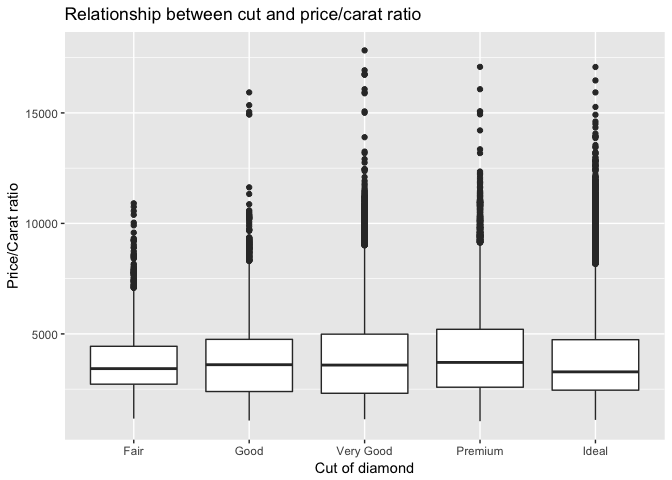 Relationship between cut and price/carat ratio
15000
10000
5000
Price/Carat ratio
Fair Good Very Good Premium Ideal
Cut of diamond